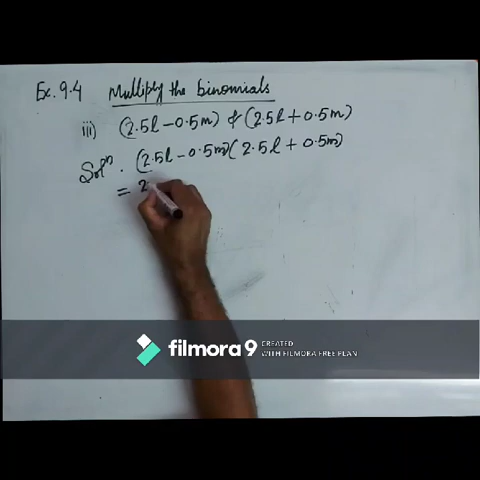 Ex. 9.4 Multiply the binomials
iii) (2.5l - 0.5m) & (2.5l + 0.5m)
Solⁿ. (2.5l - 0.5m)(2.5l + 0.5m)
= 2
filmora 9 CREATED WITH FILMORA FREE PLAN